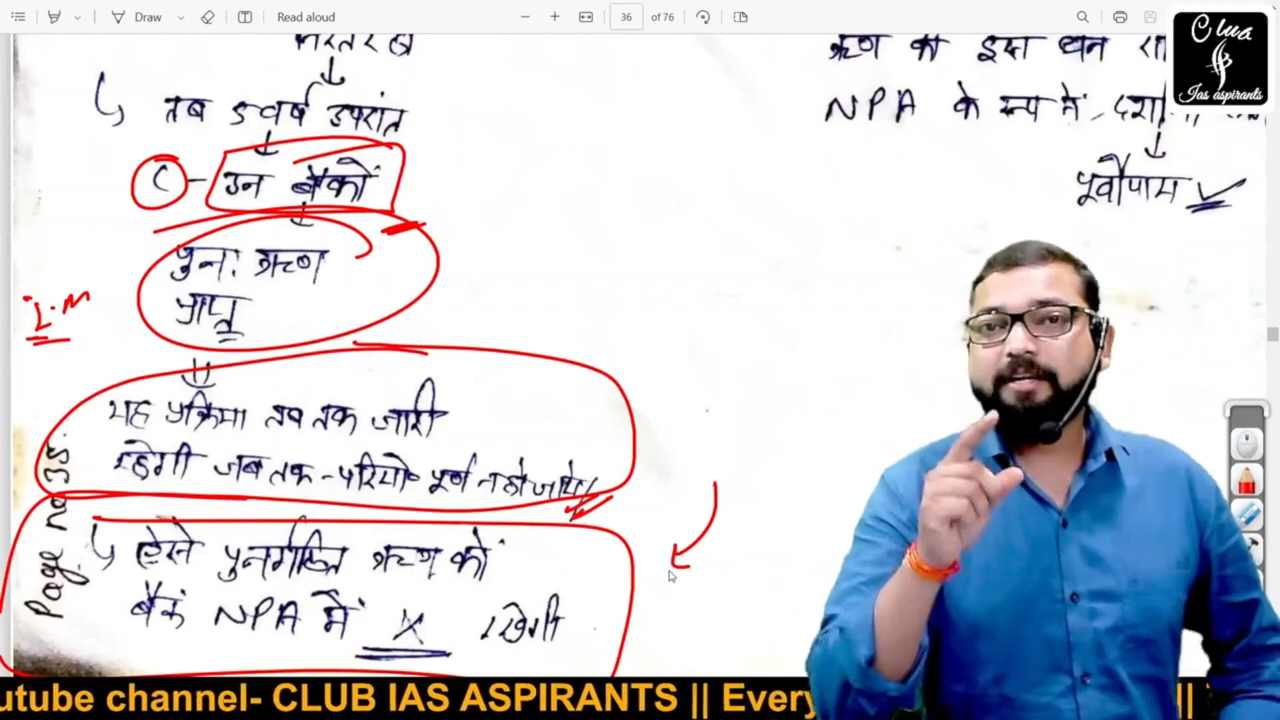 Draw
Read aloud
36 of 76
Club
Ias aspirants
ऋण का
NPA के रूप में
पूर्वोपाय
तब 5 वर्ष उपरांत
C - उन बैंकों
पुनः ऋण
प्राप्त
I.M
यह प्रक्रिया तब तक जारी
रहेगी जब तक परियो॰ पूर्ण न हो जाये।
Page no 35.
ऐसे पुनर्गठित ऋण को
बैंक NPA में X रखेगी
utube channel- CLUB IAS ASPIRANTS || Every